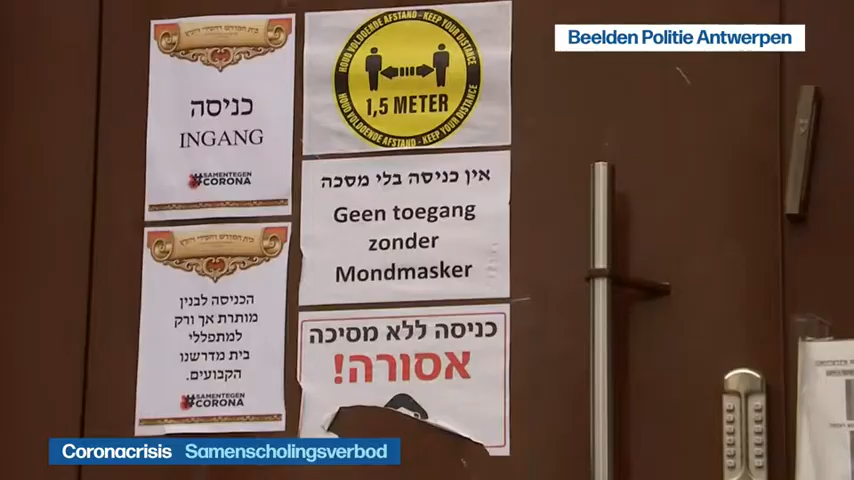 Beelden Politie Antwerpen
כניסה
INGANG
#SAMENTEGEN
CORONA
HOUD VOLDOENDE AFSTAND - KEEP YOUR DISTANCE
1,5 METER
HOUD VOLDOENDE AFSTAND - KEEP YOUR DISTANCE
אין כניסה בלי מסכה
Geen toegang
zonder
Mondmasker
הכניסה לבנין
מותרת אך ורק
למתפללי
בית מדרשנו
הקבועים.
#SAMENTEGEN
CORONA
כניסה ללא מסיכה
אסורה!
Coronacrisis Samenscholingsverbod